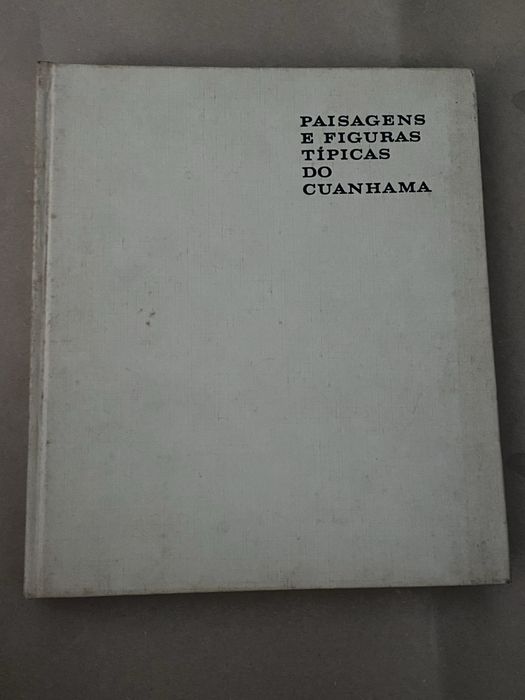 PAISAGENS
E FIGURAS
TÍPICAS
DO
CUANHAMA